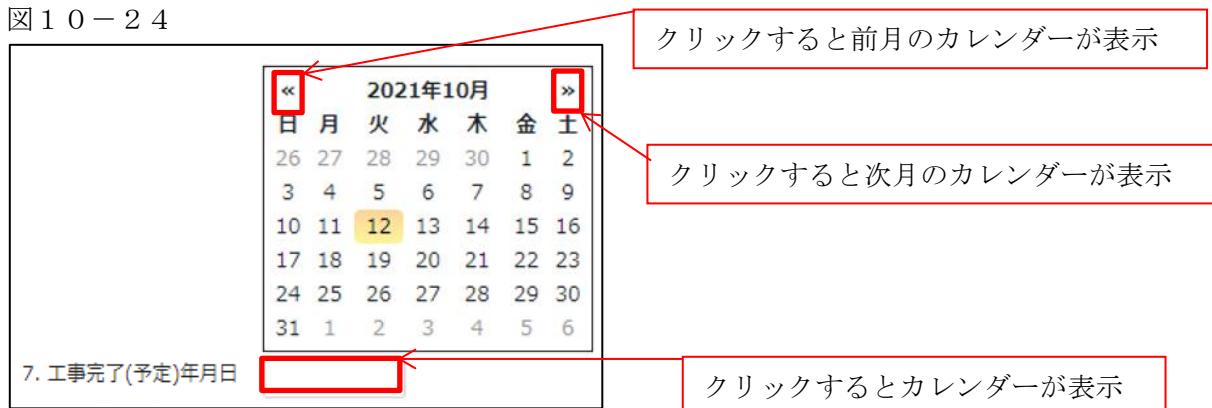 図10-24
クリックすると前月のカレンダーが表示
« 2021年10月 »
日 月 火 水 木 金 土
26 27 28 29 30 1 2
クリックすると次月のカレンダーが表示
3 4 5 6 7 8 9
10 11 12 13 14 15 16
17 18 19 20 21 22 23
24 25 26 27 28 29 30
31 1 2 3 4 5 6
7. 工事完了(予定)年月日
クリックするとカレンダーが表示